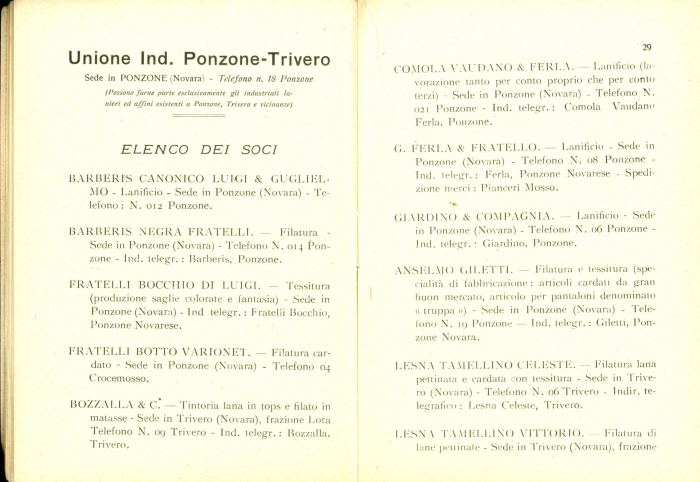 Unione Ind. Ponzone-Trivero
Sede in PONZONE (Novara) - Telefono n. 18 Ponzone
(Possono farne parte esclusivamente gli industriali la-
nieri ed affini esistenti a Ponzone, Trivero e vicinanze)
ELENCO DEI SOCI
BARBERIS CANONICO LUIGI & GUGLIEL-
MO - Lanificio - Sede in Ponzone (Novara) - Te-
lefono : N. 012 Ponzone.
BARBERIS NEGRA FRATELLI. — Filatura -
Sede in Ponzone (Novara) - Telefono N. 014 Pon-
zone - Ind. telegr. : Barberis, Ponzone.
FRATELLI BOCCHIO DI LUIGI. — Tessitura
(produzione saglie colorate e fantasia) - Sede in
Ponzone (Novara) - Ind telegr. : Fratelli Bocchio,
Ponzone Novarese.
FRATELLI BOTTO VARIONET. — Filatura car-
dato - Sede in Ponzone (Novara) - Telefono 04
Crocemosso.
BOZZALLA & C. — Tintoria lana in tops e filato in
matasse - Sede in Trivero (Novara), frazione Lora
Telefono N. 09 Trivero - Ind. telegr. : Bozzalla,
Trivero.
29
COMOLA VAUDANO & FERLA. — Lanificio (la-
vorazione tanto per conto proprio che per conto
terzi) - Sede in Ponzone (Novara) - Telefono N.
021 Ponzone - Ind. telegr. : Comola Vaudano
Ferla, Ponzone.
G. FERLA & FRATELLO. — Lanificio - Sede in
Ponzone (Novara) - Telefono N. 08 Ponzone -
Ind. telegr. : Ferla, Ponzone Novarese - Spedi-
zione merci : Pianceri Mosso.
GIARDINO & COMPAGNIA. — Lanificio - Sede
in Ponzone (Novara) - Telefono N. 06 Ponzone -
Ind. telegr. : Giardino, Ponzone.
ANSELMO GILETTI. — Filatura e tessitura (spe-
cialità di fabbricazione : articoli cardati da gran
buon mercato, articolo per pantaloni denominato
« truppa ») - Sede in Ponzone (Novara) - Tele-
fono N. 19 Ponzone — Ind. telegr. : Giletti, Pon-
zone Novara.
LESNA TAMELLINO CELESTE. — Filatura lana
pettinata e cardata con tessitura - Sede in Trive-
ro (Novara) - Telefono N. 06 Trivero - Indir. te-
legrafico : Lesna Celeste, Trivero.
LESNA TAMELLINO VITTORIO. — Filatura di
lane pettinate - Sede in Trivero (Novara), frazione